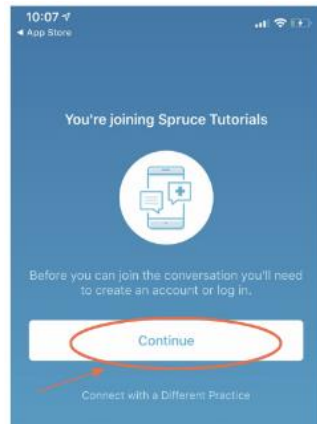 10:07
App Store
You're joining Spruce Tutorials
Before you can join the conversation you'll need
to create an account or log in.
Continue
Connect with a Different Practice